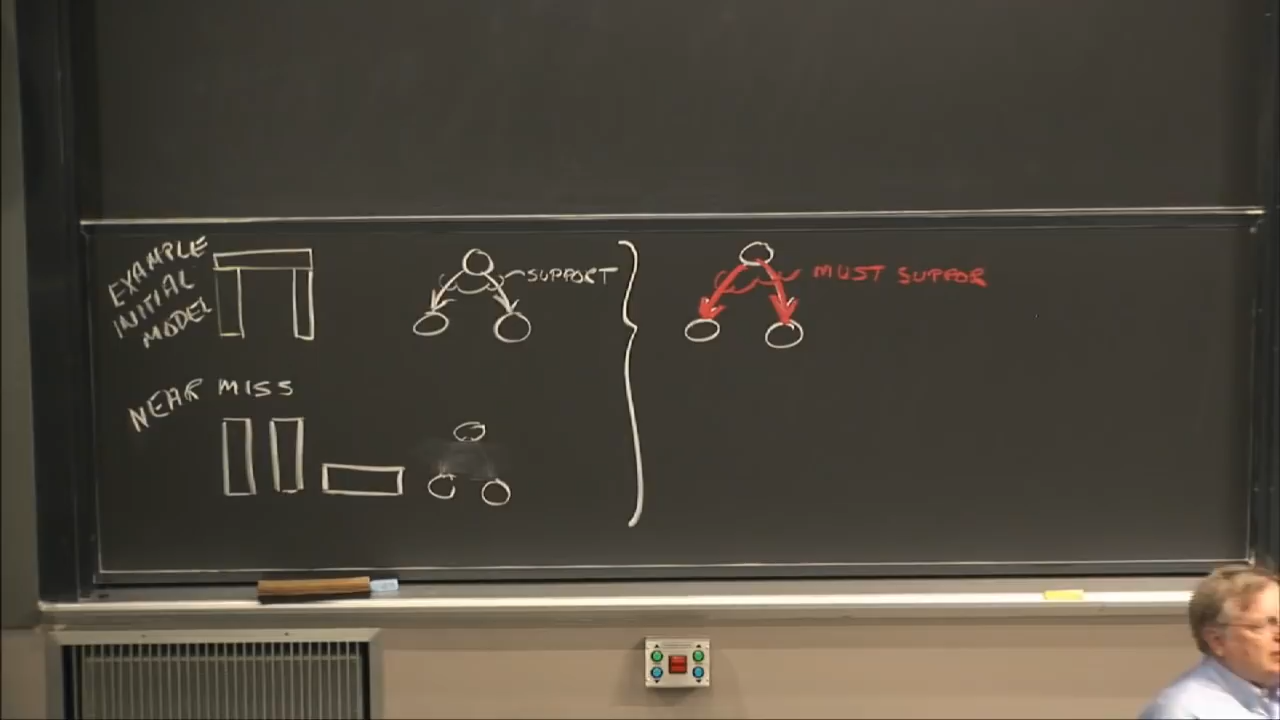 EXAMPLE
INITIAL
MODEL
SUPPORT
MUST SUPPOR
NEAR MISS